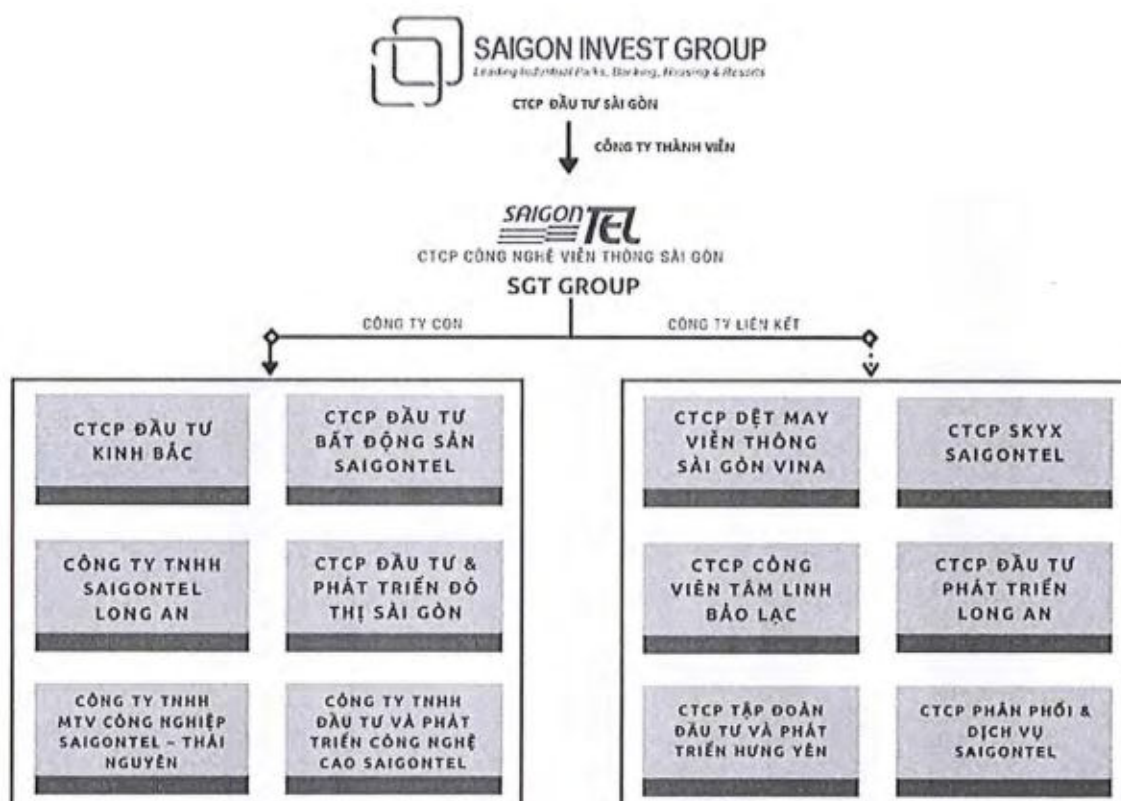 SAIGON INVEST GROUP
Leading Industrial Parks, Banking, Housing & Resorts
CTCP ĐẦU TƯ SÀI GÒN
CÔNG TY THÀNH VIÊN
SAIGON TEL
CTCP CÔNG NGHỆ VIỄN THÔNG SÀI GÒN
SGT GROUP
CÔNG TY CON
CÔNG TY LIÊN KẾT
CTCP ĐẦU TƯ
KINH BẮC
CTCP ĐẦU TƯ
BẤT ĐỘNG SẢN
SAIGONTEL
CÔNG TY TNHH
SAIGONTEL
LONG AN
CTCP ĐẦU TƯ &
PHÁT TRIỂN ĐÔ
THỊ SÀI GÒN
CÔNG TY TNHH
MTV CÔNG NGHIỆP
SAIGONTEL – THÁI
NGUYÊN
CÔNG TY TNHH
ĐẦU TƯ VÀ PHÁT
TRIỂN CÔNG NGHỆ
CAO SAIGONTEL
CTCP DỆT MAY
VIỄN THÔNG
SÀI GÒN VINA
CTCP SKYX
SAIGONTEL
CTCP CÔNG
VIÊN TÂM LINH
BẢO LẠC
CTCP ĐẦU TƯ
PHÁT TRIỂN
LONG AN
CTCP TẬP ĐOÀN
ĐẦU TƯ VÀ PHÁT
TRIỂN HƯNG YÊN
CTCP PHÂN PHỐI &
DỊCH VỤ
SAIGONTEL